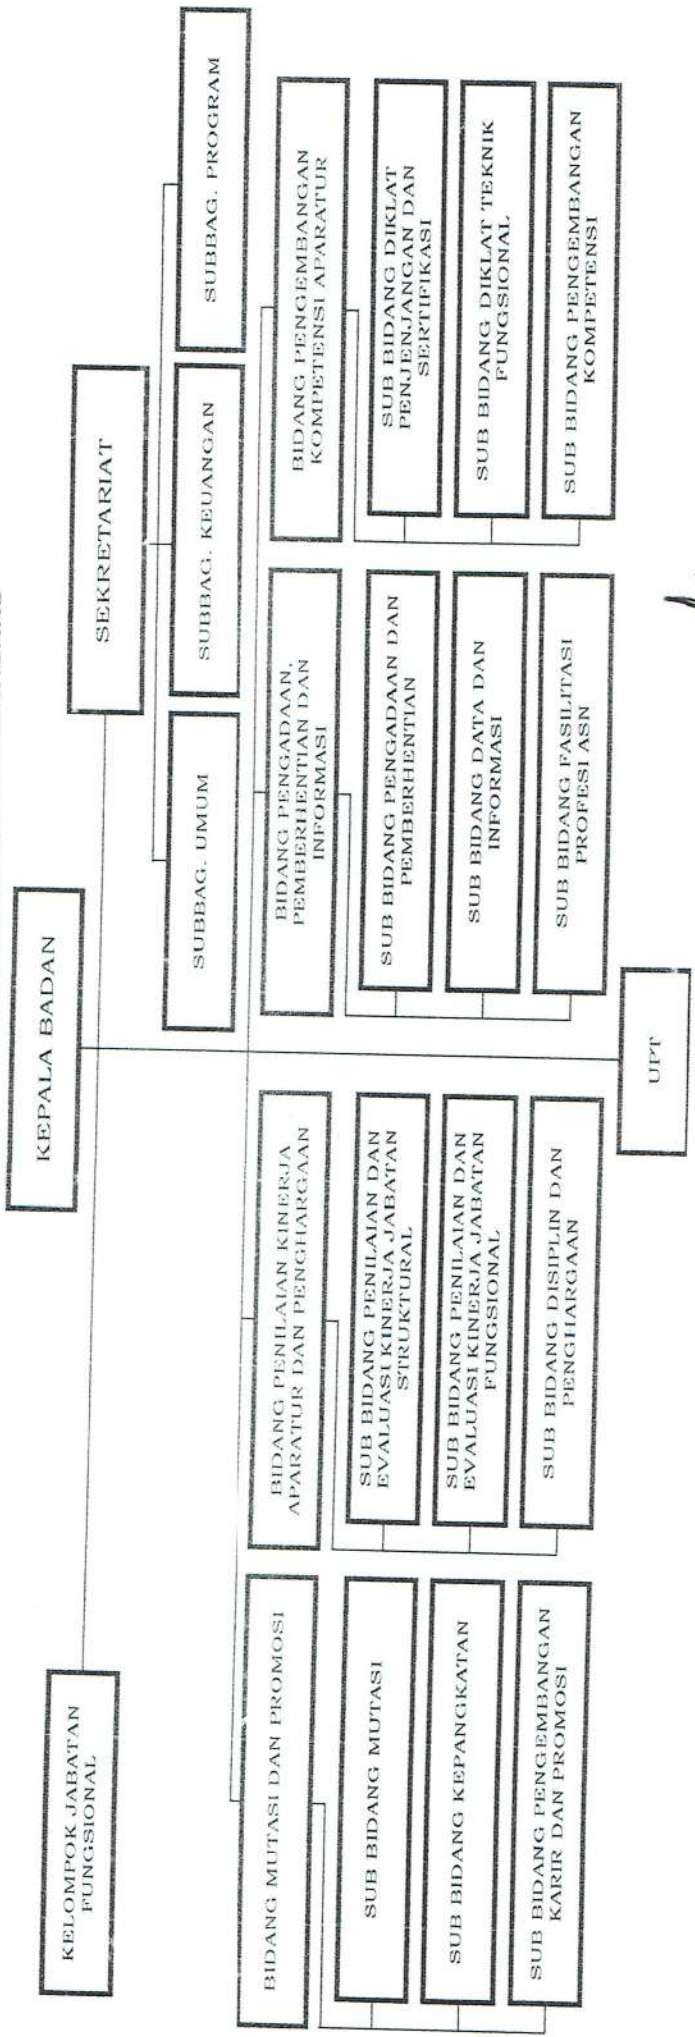 KEPALA BADAN
KELOMPOK JABATAN
FUNGSIONAL
SEKRETARIAT
SUBBAG. UMUM
SUBBAG. KEUANGAN
SUBBAG. PROGRAM
BIDANG MUTASI DAN PROMOSI
SUB BIDANG MUTASI
SUB BIDANG KEPANGKATAN
SUB BIDANG PENGEMBANGAN
KARIR DAN PROMOSI
BIDANG PENILAIAN KINERJA
APARATUR DAN PENGHARGAAN
SUB BIDANG PENILAIAN DAN
EVALUASI KINERJA JABATAN
STRUKTURAL
SUB BIDANG PENILAIAN DAN
EVALUASI KINERJA JABATAN
FUNGSIONAL
SUB BIDANG DISIPLIN DAN
PENGHARGAAN
BIDANG PENGADAAN,
PEMBERHENTIAN DAN
INFORMASI
SUB BIDANG PENGADAAN DAN
PEMBERHENTIAN
SUB BIDANG DATA DAN
INFORMASI
SUB BIDANG FASILITASI
PROFESI ASN
BIDANG PENGEMBANGAN
KOMPETENSI APARATUR
SUB BIDANG DIKLAT
PENJENJANGAN DAN
SERTIFIKASI
SUB BIDANG DIKLAT TEKNIK
FUNGSIONAL
SUB BIDANG PENGEMBANGAN
KOMPETENSI
UPT